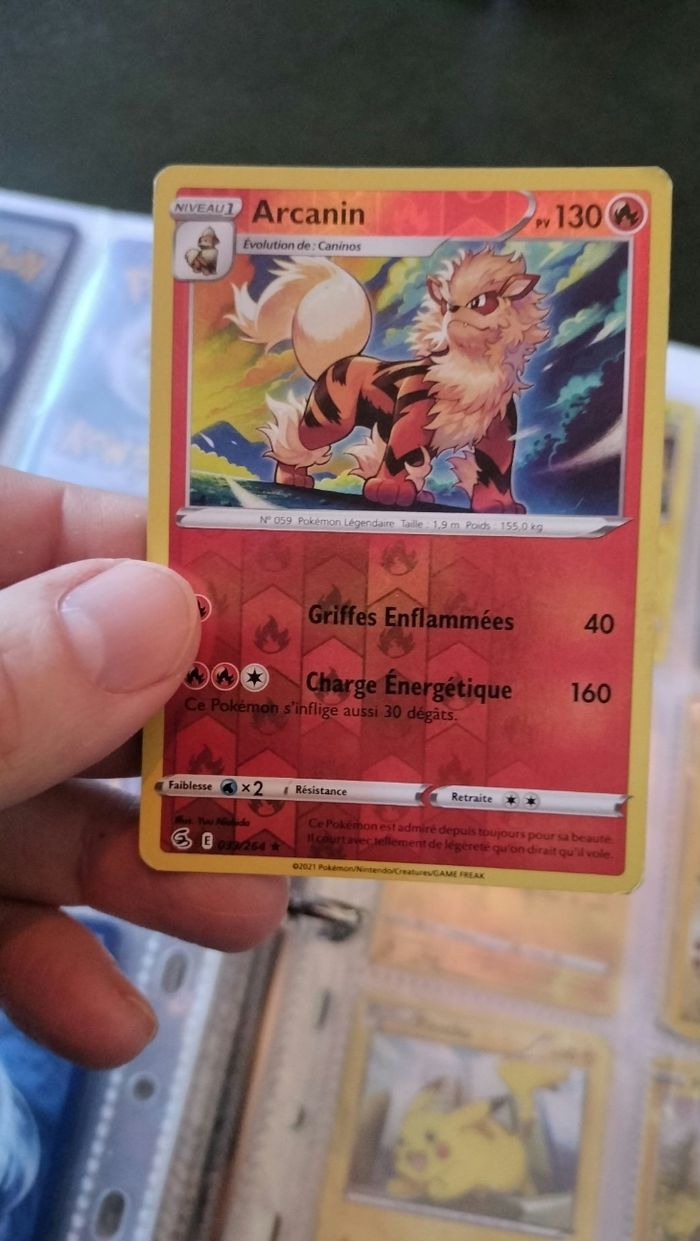 NIVEAU 1
Arcanin
PV 130
Évolution de : Caninos
N° 059 Pokémon Légendaire Taille : 1,9 m Poids : 155,0 kg
Griffes Enflammées 40
Charge Énergétique 160
Ce Pokémon s'inflige aussi 30 dégâts.
Faiblesse ×2 Résistance Retraite
Illus.
Ce Pokémon est admiré depuis toujours pour sa beauté.
Il court avec tellement de légèreté qu'on dirait qu'il vole.
E /264 ★
©2021 Pokémon/Nintendo/Creatures/GAME FREAK